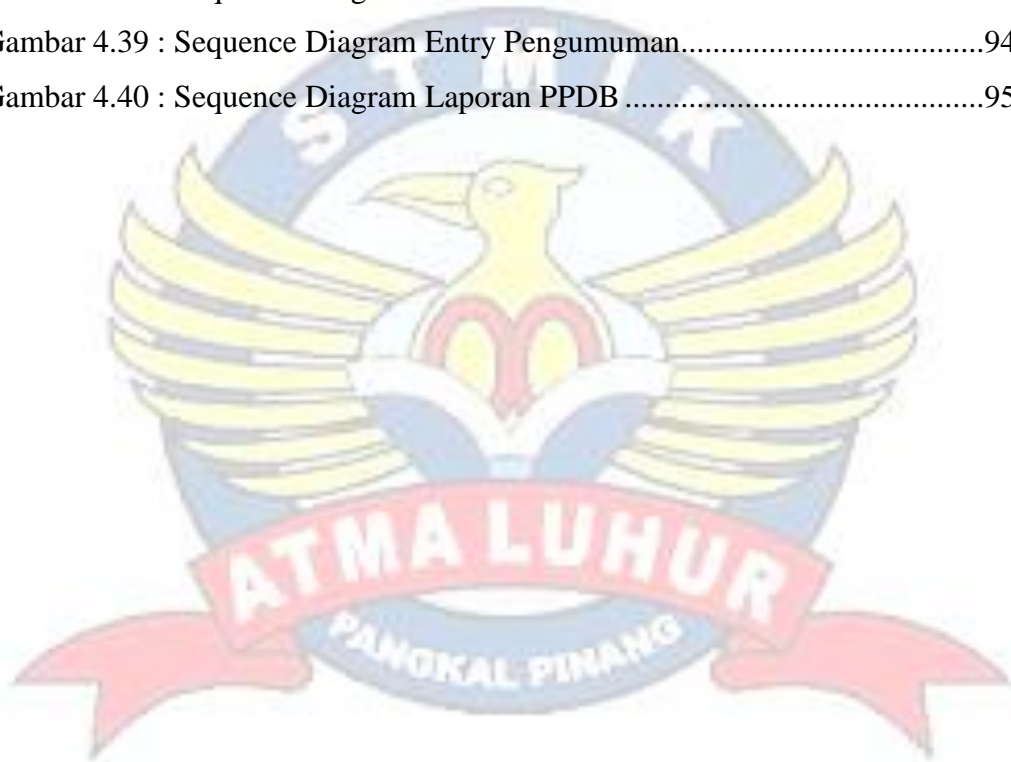 Gambar 4.39 : Sequence Diagram Entry Pengumuman....................................94
Gambar 4.40 : Sequence Diagram Laporan PPDB ..........................................95
STMIK
ATMA LUHUR
PANGKAL PINANG